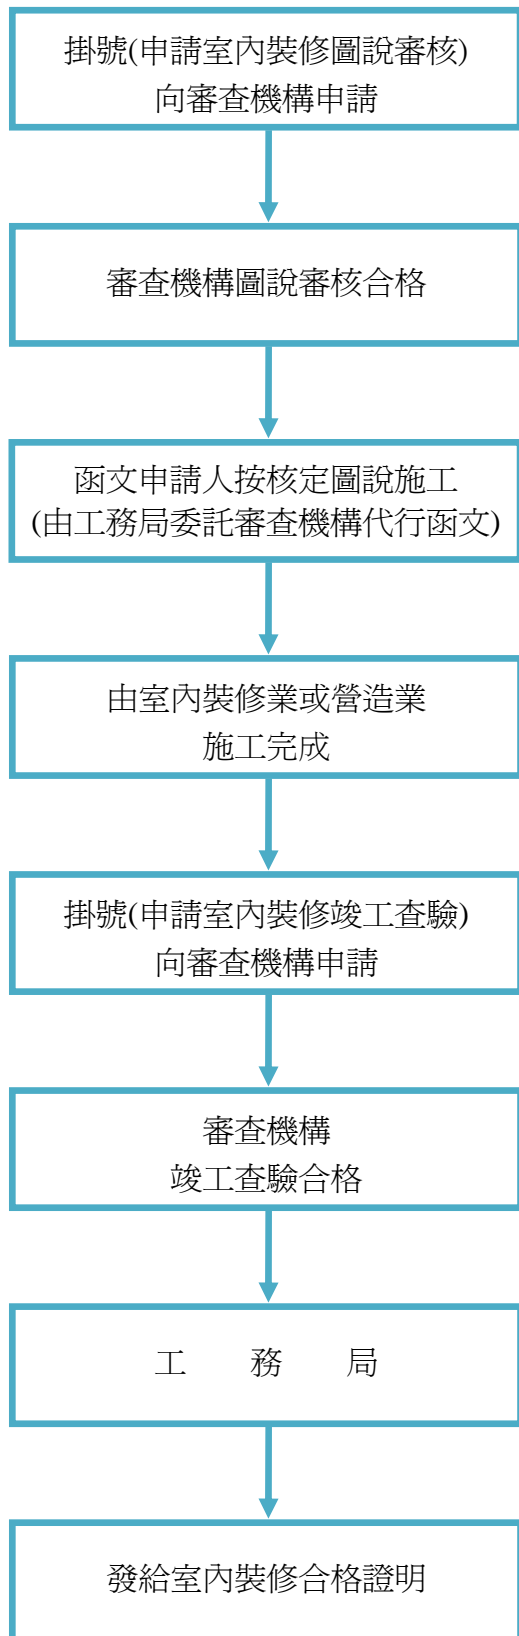 掛號(申請室內裝修圖說審核)
向審查機構申請
審查機構圖說審核合格
函文申請人按核定圖說施工
(由工務局委託審查機構代行函文)
由室內裝修業或營造業
施工完成
掛號(申請室內裝修竣工查驗)
向審查機構申請
審查機構
竣工查驗合格
工　務　局
發給室內裝修合格證明